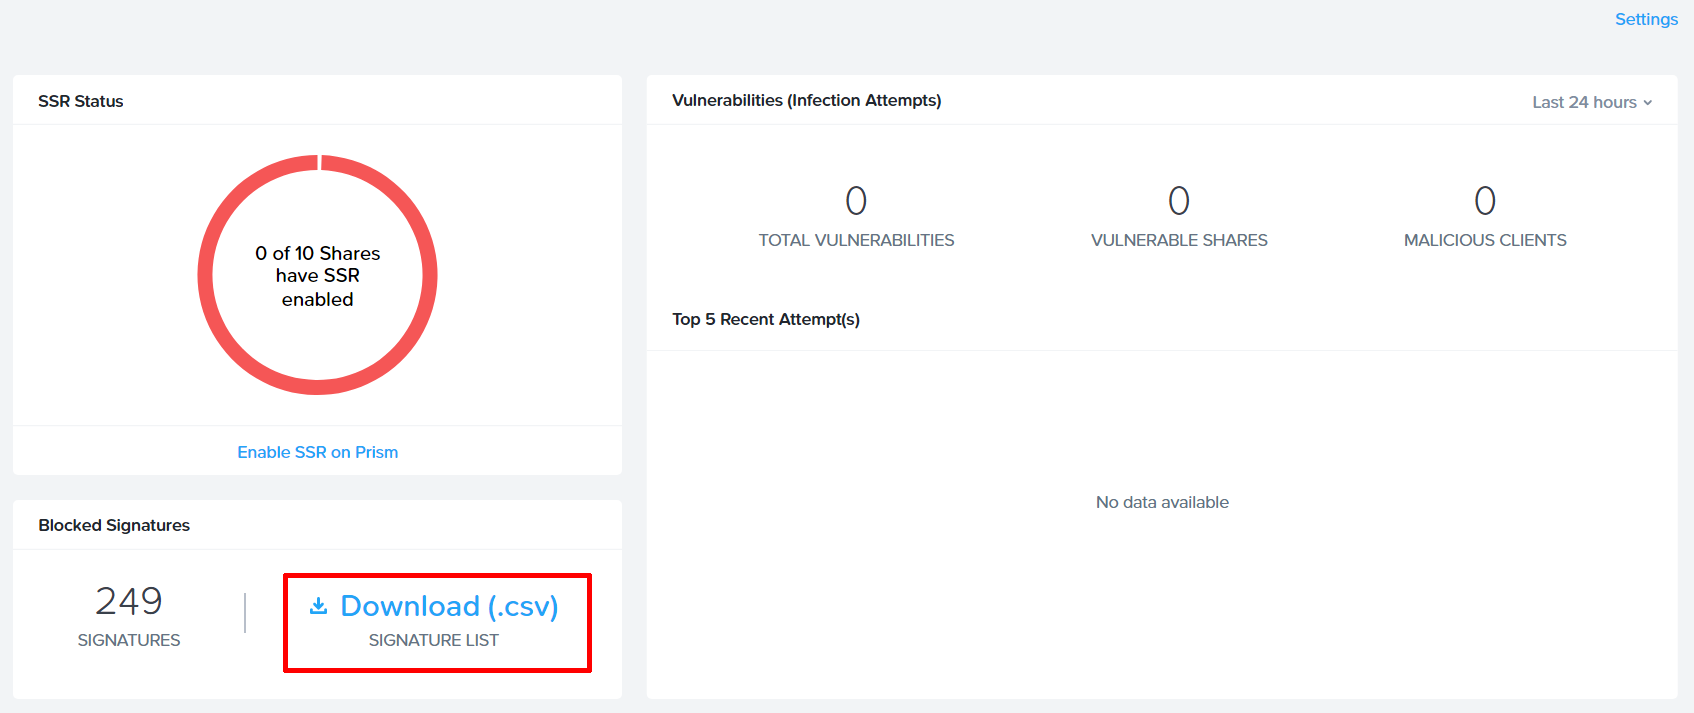 Settings
SSR Status
0 of 10 Shares
have SSR
enabled
Enable SSR on Prism
Blocked Signatures
249
SIGNATURES
Download (.csv)
SIGNATURE LIST
Vulnerabilities (Infection Attempts)
Last 24 hours
0
TOTAL VULNERABILITIES
0
VULNERABLE SHARES
0
MALICIOUS CLIENTS
Top 5 Recent Attempt(s)
No data available